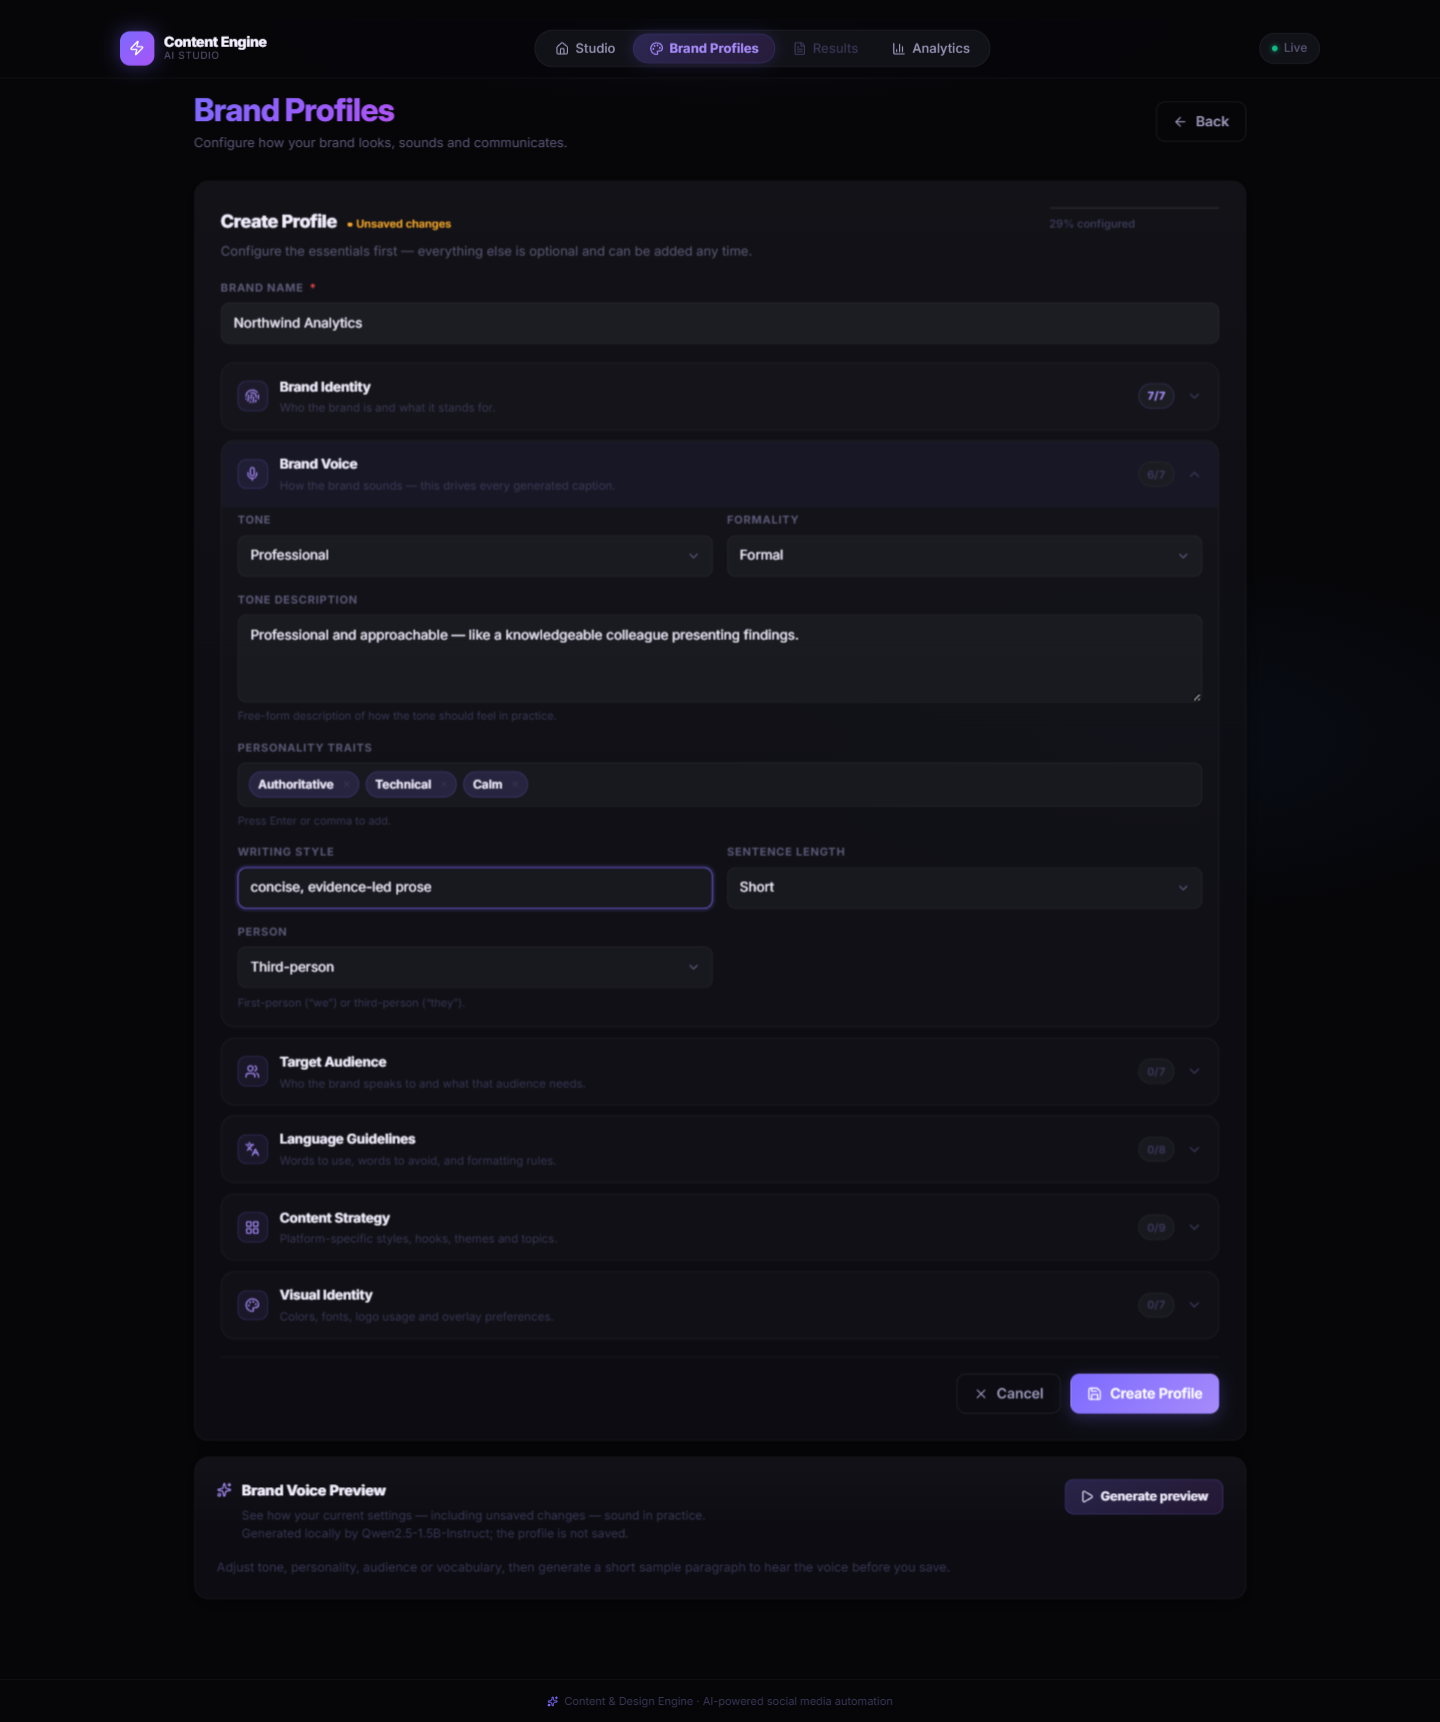 Content Engine
AI STUDIO
Studio
Brand Profiles
Results
Analytics
Live
Brand Profiles
Configure how your brand looks, sounds and communicates.
Back
Create Profile
Unsaved changes
29% configured
Configure the essentials first — everything else is optional and can be added any time.
BRAND NAME *
Northwind Analytics
Brand Identity
Who the brand is and what it stands for.
7/7
Brand Voice
How the brand sounds — this drives every generated caption.
6/7
TONE
FORMALITY
Professional
Formal
TONE DESCRIPTION
Professional and approachable — like a knowledgeable colleague presenting findings.
Free-form description of how the tone should feel in practice.
PERSONALITY TRAITS
Authoritative
Technical
Calm
Press Enter or comma to add.
WRITING STYLE
SENTENCE LENGTH
concise, evidence-led prose
Short
PERSON
Third-person
First-person ("we") or third-person ("they").
Target Audience
Who the brand speaks to and what that audience needs.
0/7
Language Guidelines
Words to use, words to avoid, and formatting rules.
0/8
Content Strategy
Platform-specific styles, hooks, themes and topics.
0/9
Visual Identity
Colors, fonts, logo usage and overlay preferences.
0/7
Cancel
Create Profile
Brand Voice Preview
Generate preview
See how your current settings — including unsaved changes — sound in practice.
Generated locally by Qwen2.5-1.5B-Instruct; the profile is not saved.
Adjust tone, personality, audience or vocabulary, then generate a short sample paragraph to hear the voice before you save.
Content & Design Engine · AI-powered social media automation